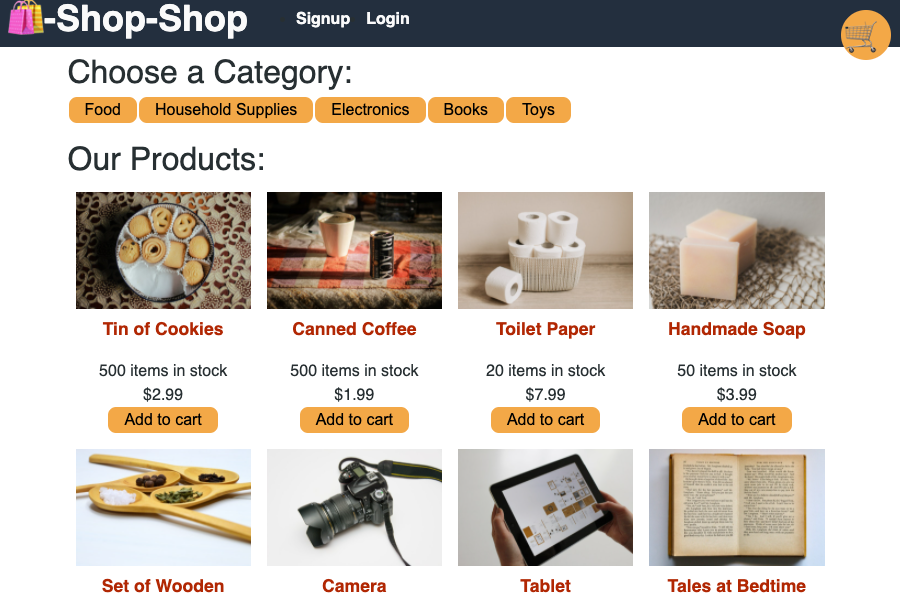 -Shop-Shop
Signup Login
Choose a Category:
Food Household Supplies Electronics Books Toys
Our Products:
Tin of Cookies Canned Coffee Toilet Paper Handmade Soap
500 items in stock 500 items in stock 20 items in stock 50 items in stock
$2.99 $1.99 $7.99 $3.99
Add to cart Add to cart Add to cart Add to cart
Set of Wooden Camera Tablet Tales at Bedtime